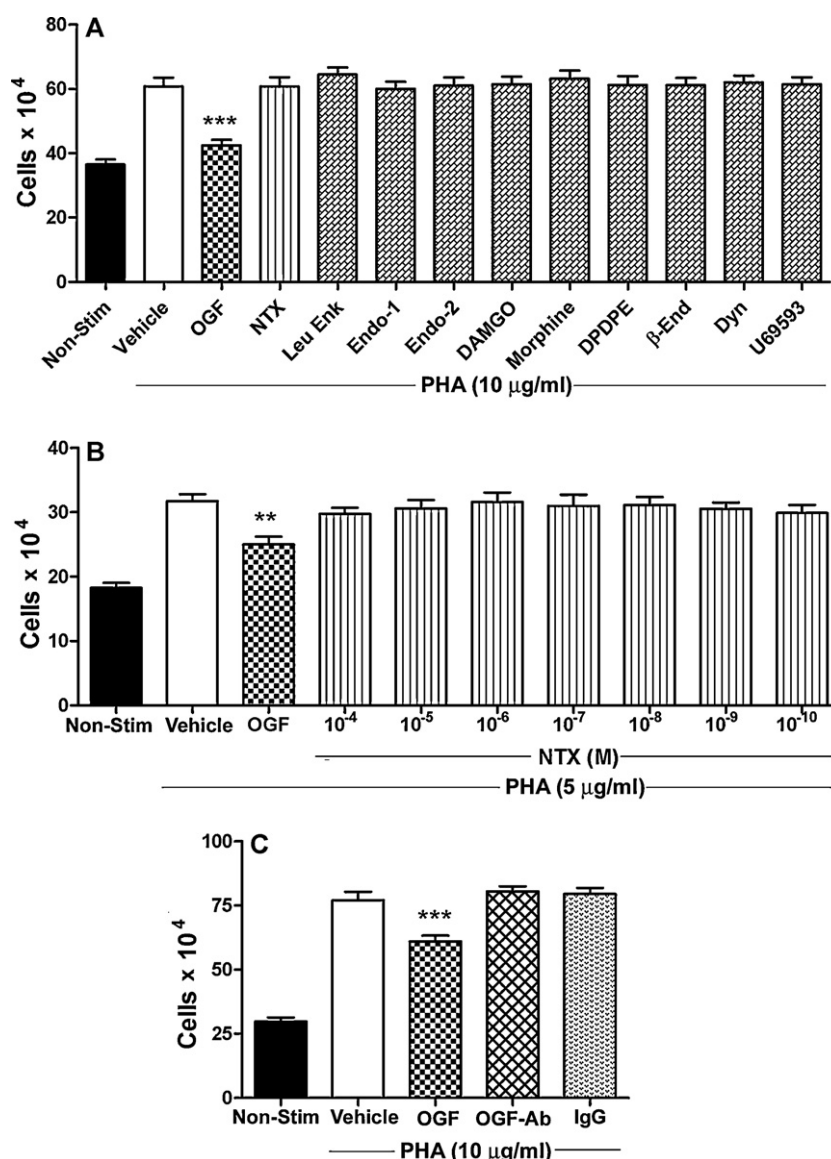 A
80
60
40
20
0
Cells x 10⁴
***
Non-Stim
Vehicle
OGF
NTX
Leu Enk
Endo-1
Endo-2
DAMGO
Morphine
DPDPE
β-End
Dyn
U69593
PHA (10 μg/ml)
B
40
30
20
10
0
Cells x 10⁴
**
Non-Stim Vehicle OGF 10⁻⁴ 10⁻⁵ 10⁻⁶ 10⁻⁷ 10⁻⁸ 10⁻⁹ 10⁻¹⁰
NTX (M)
PHA (5 μg/ml)
C
100
75
50
25
0
Cells x 10⁴
***
Non-Stim Vehicle OGF OGF-Ab IgG
PHA (10 μg/ml)